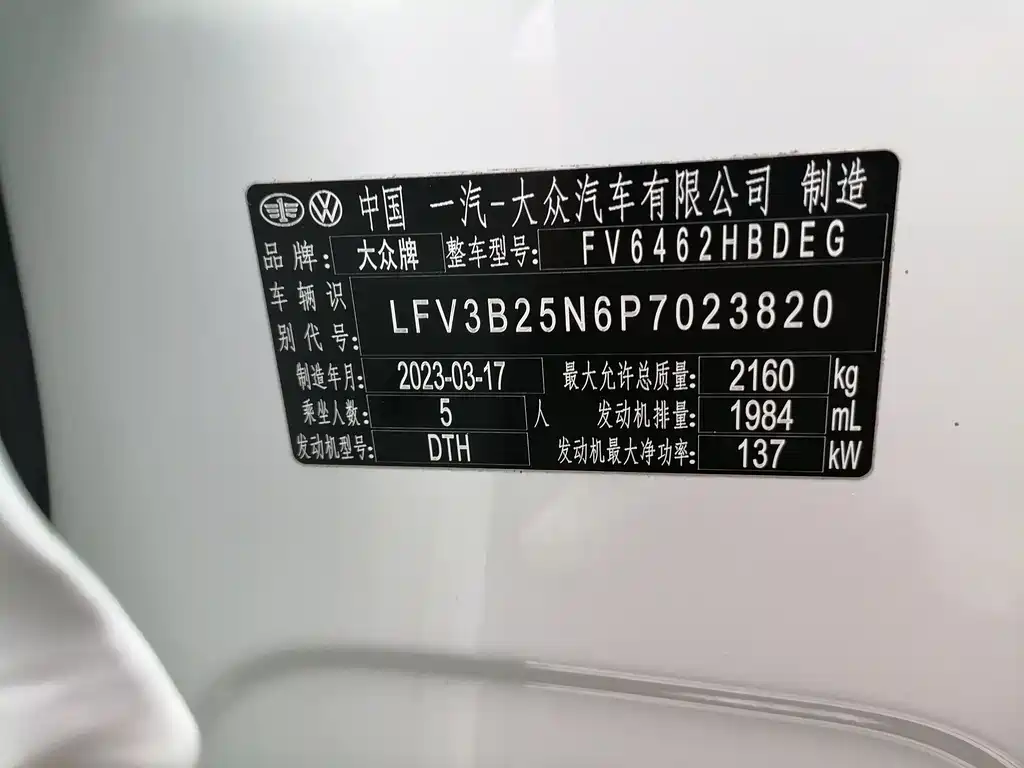 中国 一汽-大众汽车有限公司 制造
品牌: 大众牌 整车型号: FV6462HBDEG
车辆识别代号: LFV3B25N6P7023820
制造年月: 2023-03-17 最大允许总质量: 2160 kg
乘坐人数: 5 人 发动机排量: 1984 mL
发动机型号: DTH 发动机最大净功率: 137 kW